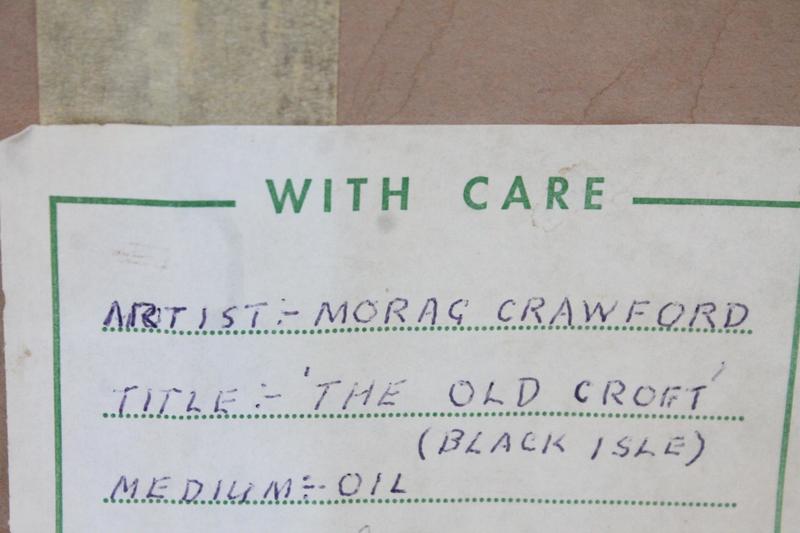 WITH CARE
ARTIST:- MORAG CRAWFORD
TITLE:- 'THE OLD CROFT'
(BLACK ISLE)
MEDIUM:- OIL